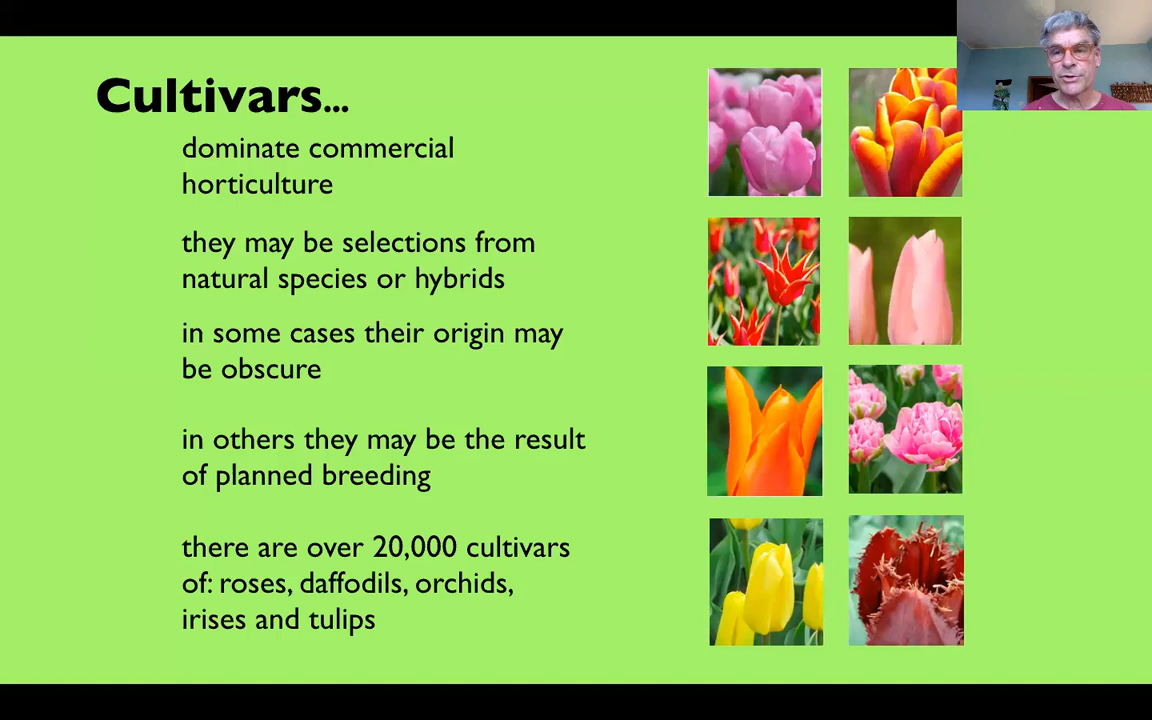 Cultivars...
dominate commercial
horticulture
they may be selections from
natural species or hybrids
in some cases their origin may
be obscure
in others they may be the result
of planned breeding
there are over 20,000 cultivars
of: roses, daffodils, orchids,
irises and tulips